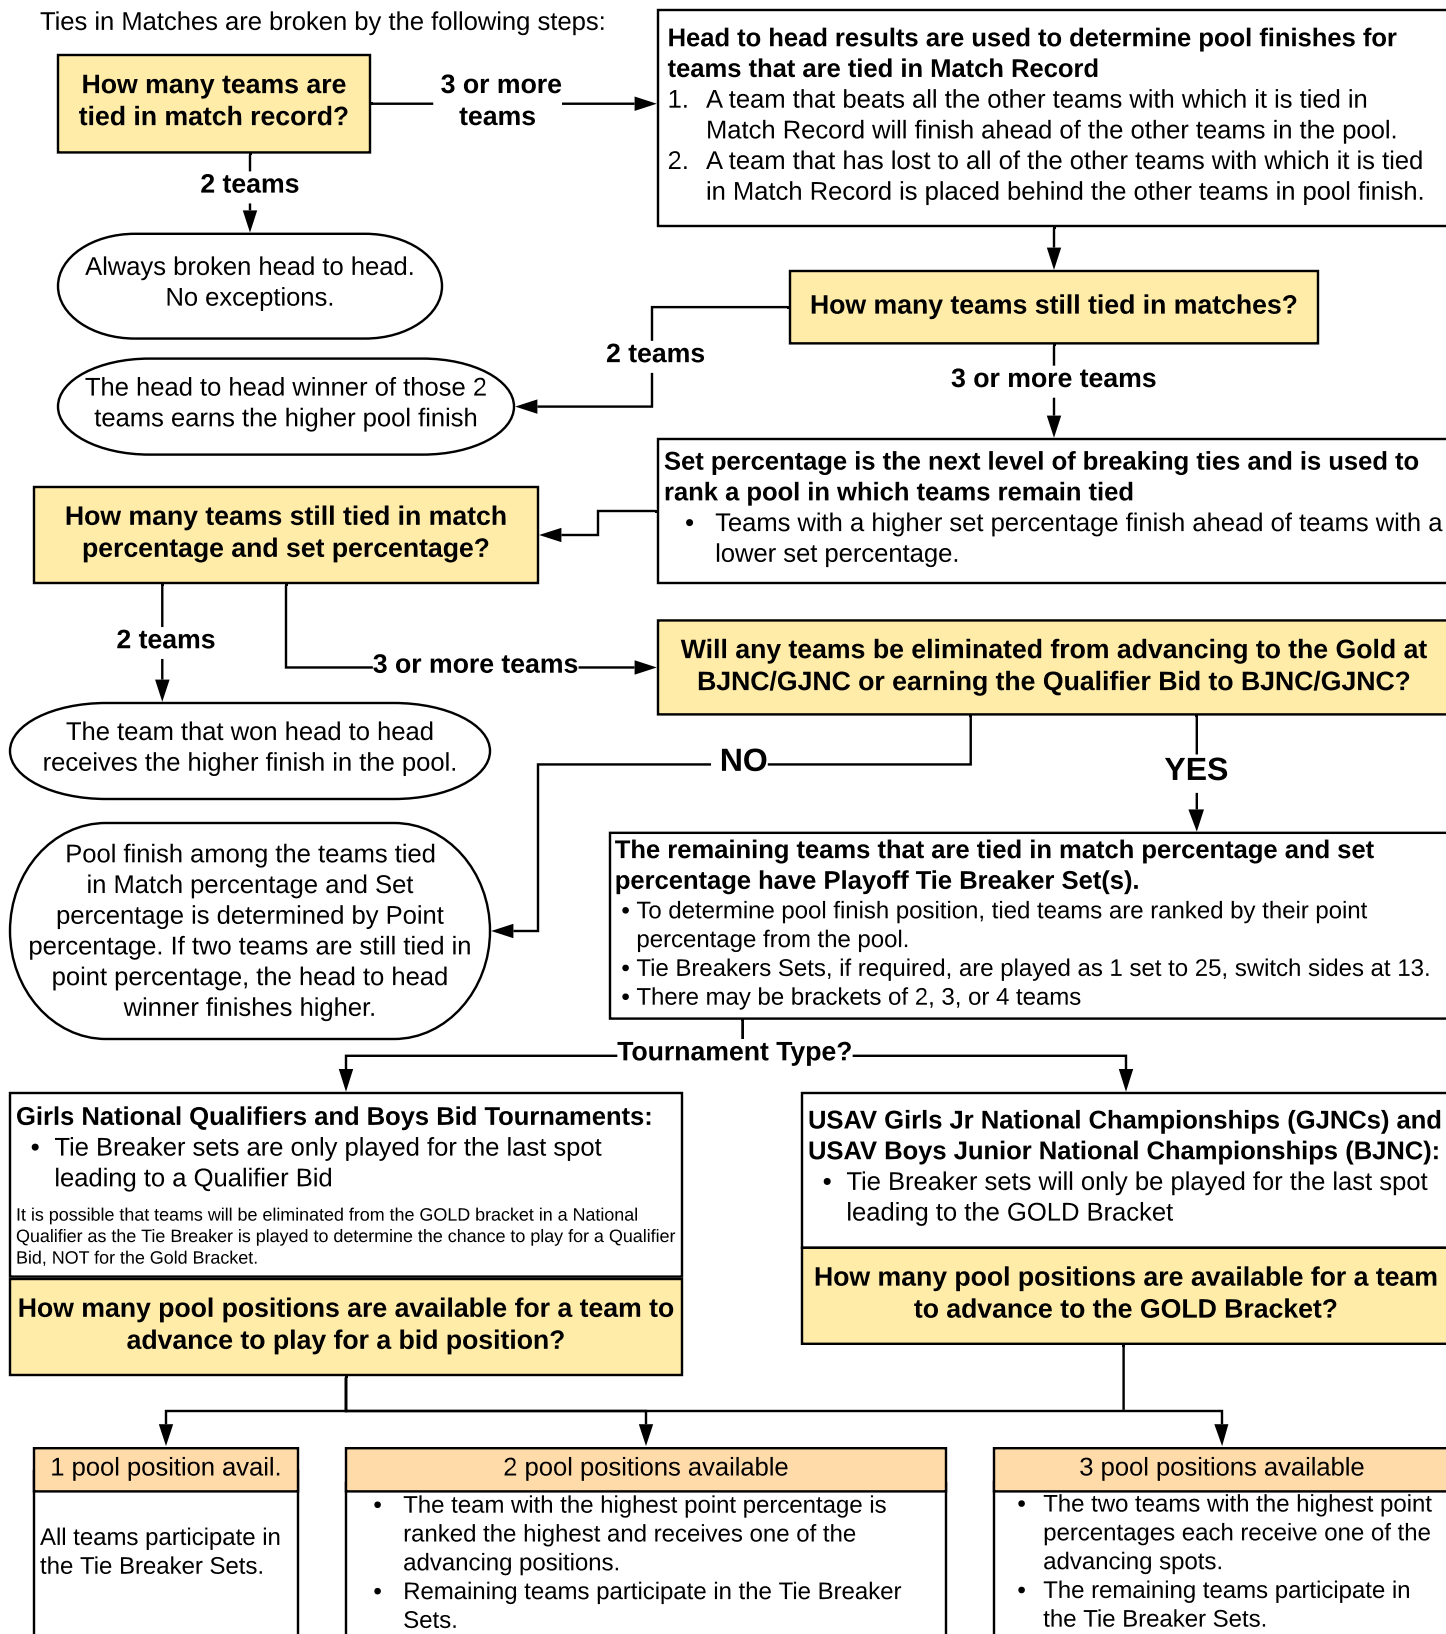 Ties in Matches are broken by the following steps:
How many teams are
tied in match record?
3 or more
teams
Head to head results are used to determine pool finishes for
teams that are tied in Match Record
1. A team that beats all the other teams with which it is tied in
Match Record will finish ahead of the other teams in the pool.
2. A team that has lost to all of the other teams with which it is tied
in Match Record is placed behind the other teams in pool finish.
2 teams
Always broken head to head.
No exceptions.
How many teams still tied in matches?
2 teams
The head to head winner of those 2
teams earns the higher pool finish
3 or more teams
Set percentage is the next level of breaking ties and is used to
rank a pool in which teams remain tied
• Teams with a higher set percentage finish ahead of teams with a
lower set percentage.
How many teams still tied in match
percentage and set percentage?
2 teams
3 or more teams
The team that won head to head
receives the higher finish in the pool.
Will any teams be eliminated from advancing to the Gold at
BJNC/GJNC or earning the Qualifier Bid to BJNC/GJNC?
NO
YES
Pool finish among the teams tied
in Match percentage and Set
percentage is determined by Point
percentage. If two teams are still tied in
point percentage, the head to head
winner finishes higher.
The remaining teams that are tied in match percentage and set
percentage have Playoff Tie Breaker Set(s).
• To determine pool finish position, tied teams are ranked by their point
percentage from the pool.
• Tie Breakers Sets, if required, are played as 1 set to 25, switch sides at 13.
• There may be brackets of 2, 3, or 4 teams
Tournament Type?
Girls National Qualifiers and Boys Bid Tournaments:
• Tie Breaker sets are only played for the last spot
leading to a Qualifier Bid
It is possible that teams will be eliminated from the GOLD bracket in a National
Qualifier as the Tie Breaker is played to determine the chance to play for a Qualifier
Bid, NOT for the Gold Bracket.
How many pool positions are available for a team to
advance to play for a bid position?
USAV Girls Jr National Championships (GJNCs) and
USAV Boys Junior National Championships (BJNC):
• Tie Breaker sets will only be played for the last spot
leading to the GOLD Bracket
How many pool positions are available for a team
to advance to the GOLD Bracket?
1 pool position avail.
All teams participate in
the Tie Breaker Sets.
2 pool positions available
• The team with the highest point percentage is
ranked the highest and receives one of the
advancing positions.
• Remaining teams participate in the Tie Breaker
Sets.
3 pool positions available
• The two teams with the highest point
percentages each receive one of the
advancing spots.
• The remaining teams participate in
the Tie Breaker Sets.